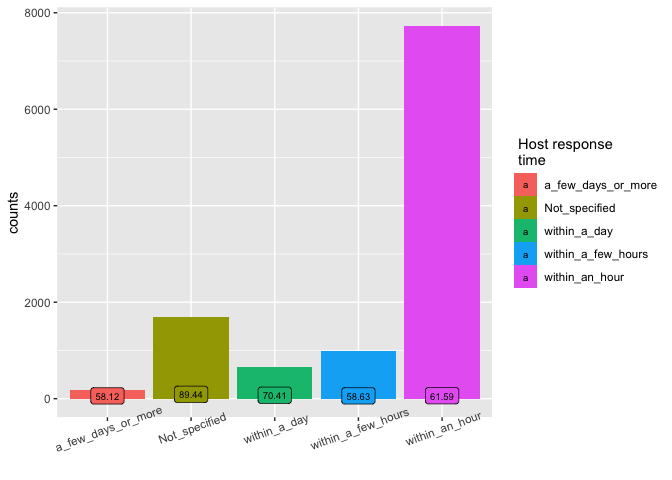 8000
6000
4000
2000
0
counts
58.12
89.44
70.41
58.63
61.59
a_few_days_or_more
Not_specified
within_a_day
within_a_few_hours
within_an_hour
Host response
time
a a_few_days_or_more
a Not_specified
a within_a_day
a within_a_few_hours
a within_an_hour